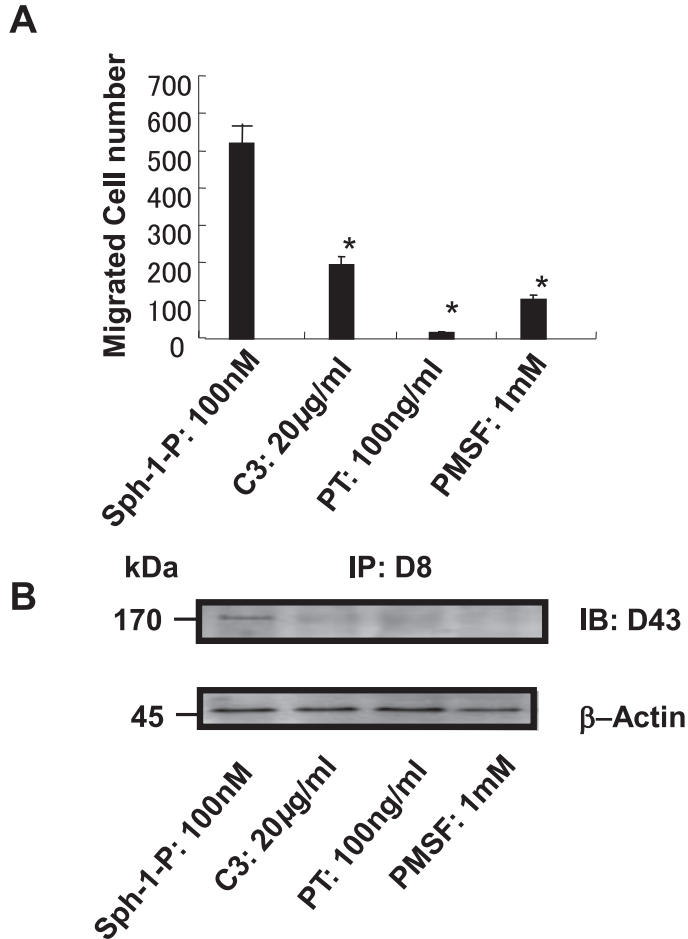 A
Migrated Cell number
700
600
500
400
300
200
100
0
*
*
*
Sph-1-P: 100nM
C3: 20µg/ml
PT: 100ng/ml
PMSF: 1mM
kDa
IP: D8
B
170
IB: D43
45
β–Actin
Sph-1-P: 100nM
C3: 20µg/ml
PT: 100ng/ml
PMSF: 1mM